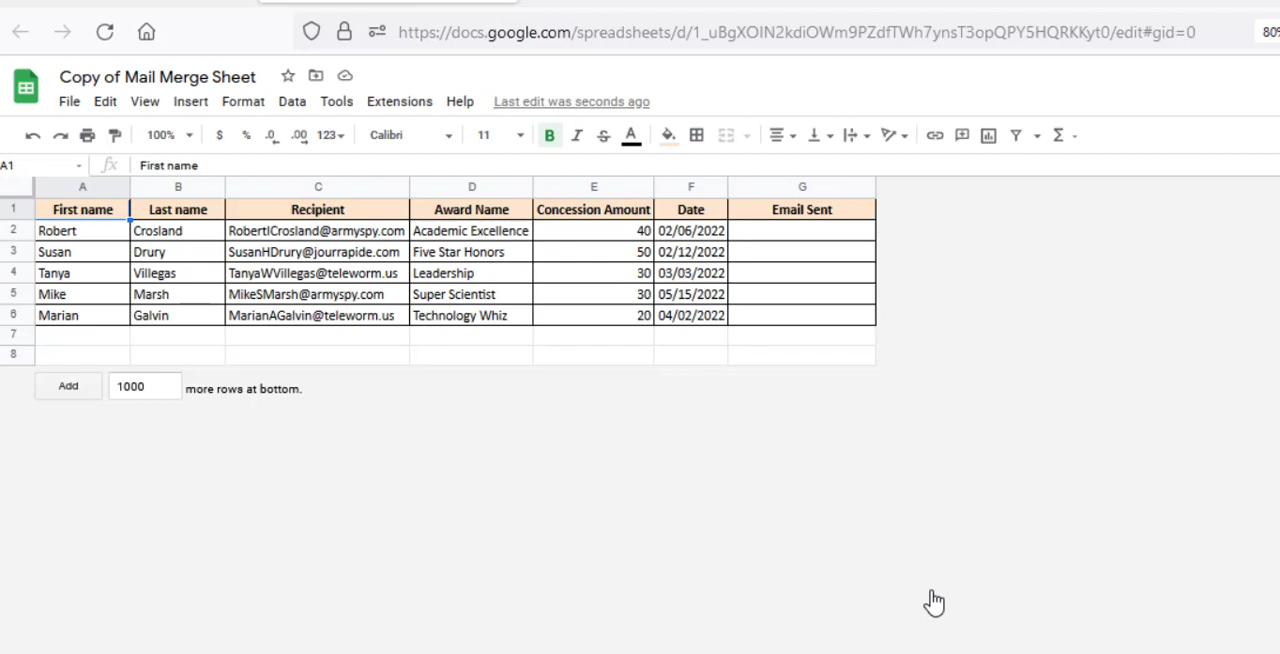 https://docs.google.com/spreadsheets/d/1_uBgXOIN2kdiOWm9PZdfTWh7ynsT3opQPY5HQRKKyt0/edit#gid=0 80%
Copy of Mail Merge Sheet
File Edit View Insert Format Data Tools Extensions Help Last edit was seconds ago
100% $ % .0 .00 123 Calibri 11 B I S A Σ
A1 fx First name
A B C D E F G
1 First name Last name Recipient Award Name Concession Amount Date Email Sent
2 Robert Crosland RobertICrosland@armyspy.com Academic Excellence 40 02/06/2022
3 Susan Drury SusanHDrury@jourrapide.com Five Star Honors 50 02/12/2022
4 Tanya Villegas TanyaWVillegas@teleworm.us Leadership 30 03/03/2022
5 Mike Marsh MikeSMarsh@armyspy.com Super Scientist 30 05/15/2022
6 Marian Galvin MarianAGalvin@teleworm.us Technology Whiz 20 04/02/2022
7
8
Add 1000 more rows at bottom.